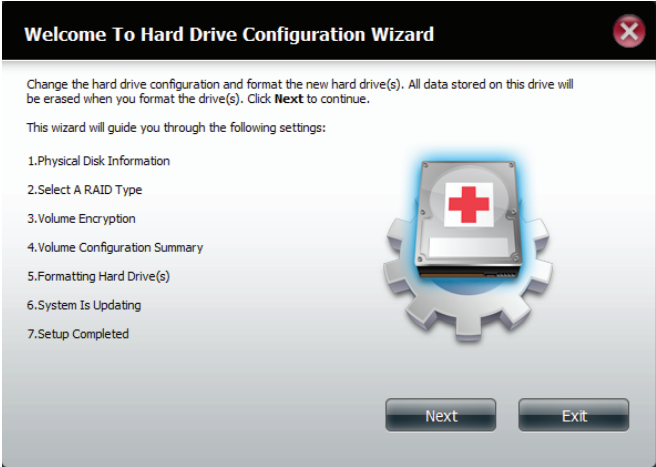 Welcome To Hard Drive Configuration Wizard
Change the hard drive configuration and format the new hard drive(s). All data stored on this drive will
be erased when you format the drive(s). Click Next to continue.
This wizard will guide you through the following settings:
1.Physical Disk Information
2.Select A RAID Type
3.Volume Encryption
4.Volume Configuration Summary
5.Formatting Hard Drive(s)
6.System Is Updating
7.Setup Completed
Next
Exit